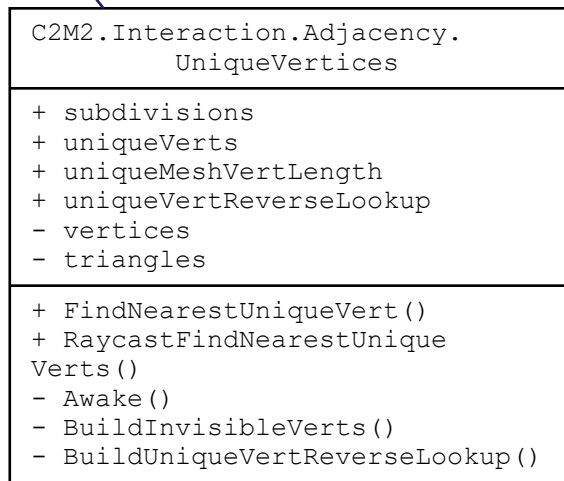 C2M2.Interaction.Adjacency.
UniqueVertices
+ subdivisions
+ uniqueVerts
+ uniqueMeshVertLength
+ uniqueVertReverseLookup
- vertices
- triangles
+ FindNearestUniqueVert()
+ RaycastFindNearestUnique
Verts()
- Awake()
- BuildInvisibleVerts()
- BuildUniqueVertReverseLookup()